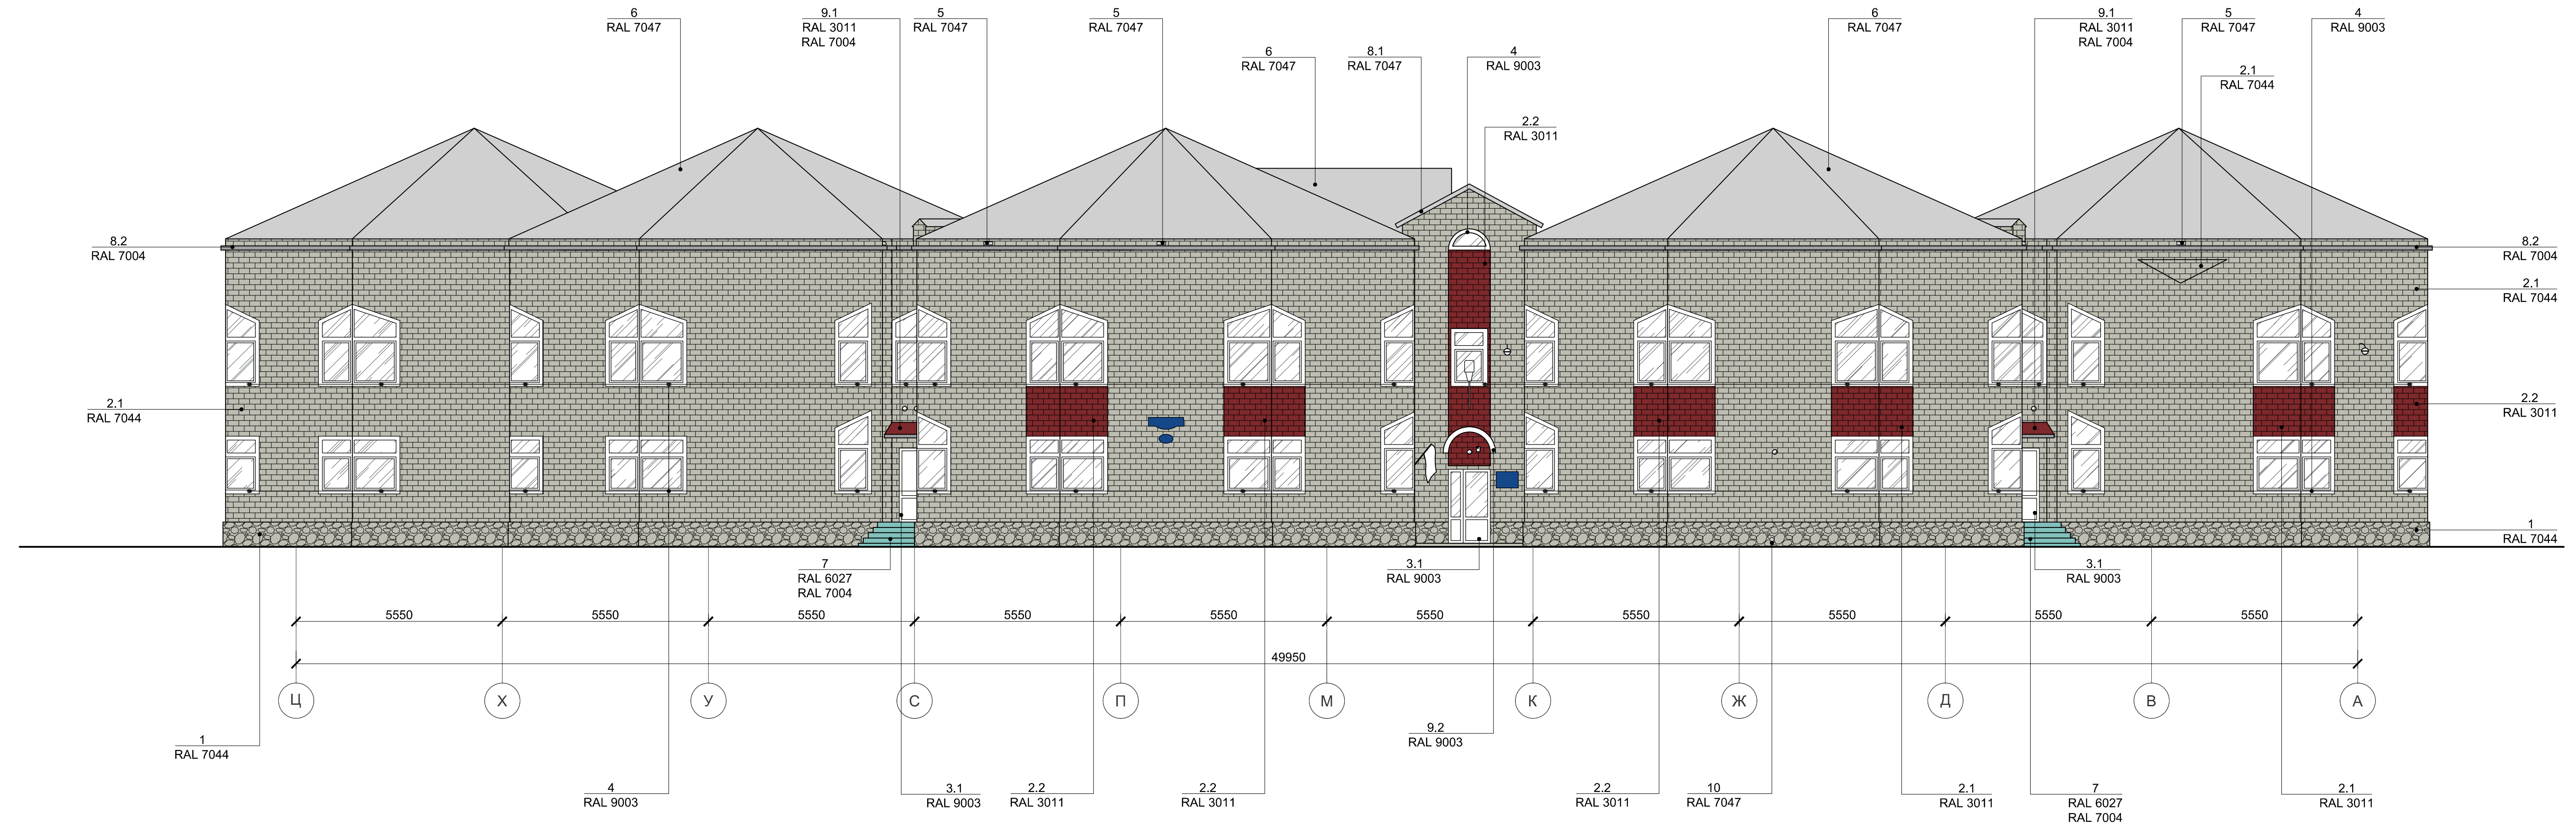 6
RAL 7047
9.1
RAL 3011
RAL 7004
5
RAL 7047
5
RAL 7047
6
RAL 7047
8.1
RAL 7047
4
RAL 9003
6
RAL 7047
9.1
RAL 3011
RAL 7004
5
RAL 7047
4
RAL 9003
2.1
RAL 7044
2.2
RAL 3011
8.2
RAL 7004
8.2
RAL 7004
2.1
RAL 7044
2.1
RAL 7044
2.2
RAL 3011
1
RAL 7044
7
RAL 6027
RAL 7004
3.1
RAL 9003
3.1
RAL 9003
5550
5550
5550
5550
5550
5550
5550
5550
5550
5550
49950
Ц
Х
У
С
П
М
К
Ж
Д
В
А
1
RAL 7044
9.2
RAL 9003
4
RAL 9003
3.1
RAL 9003
2.2
RAL 3011
2.2
RAL 3011
2.2
RAL 3011
10
RAL 7047
2.1
RAL 3011
7
RAL 6027
RAL 7004
2.1
RAL 3011